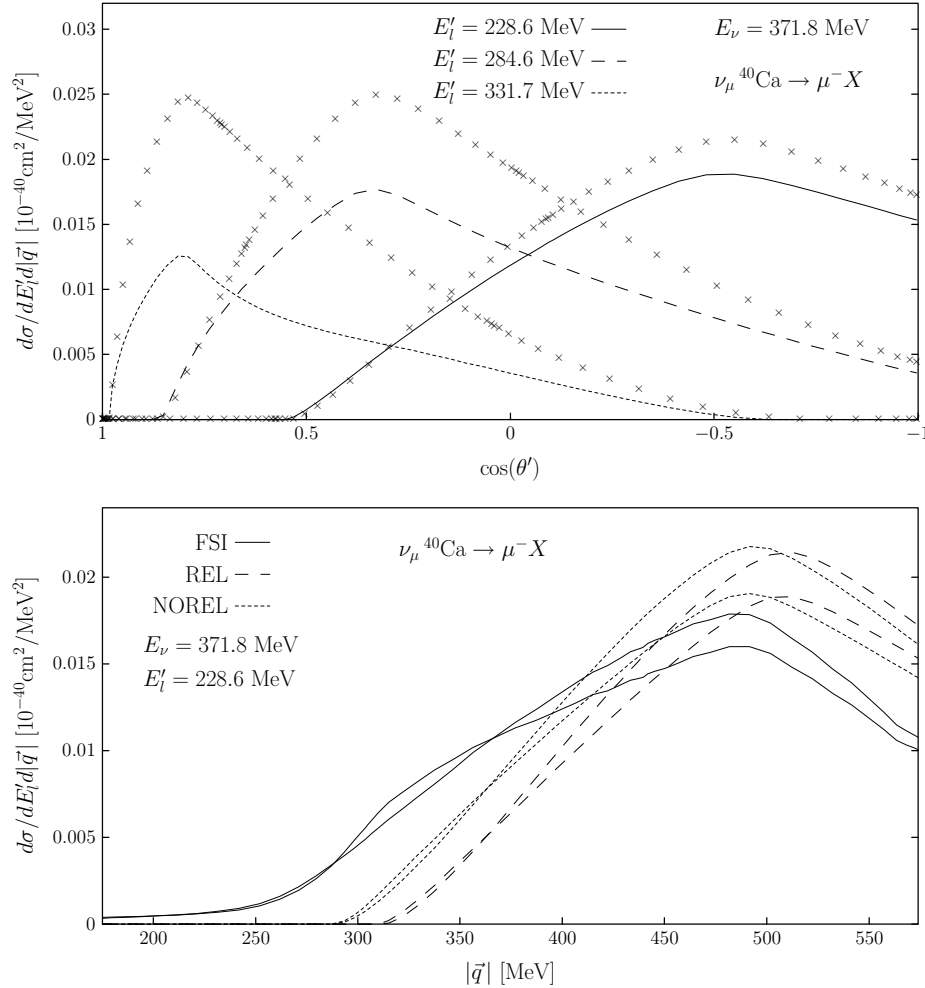 dσ/dE′_l d|q⃗| [10⁻⁴⁰cm²/MeV²]
0.03
0.025
0.02
0.015
0.01
0.005
0
E′_l = 228.6 MeV
E′_l = 284.6 MeV
E′_l = 331.7 MeV
E_ν = 371.8 MeV
ν_μ ⁴⁰Ca → μ⁻X
1 0.5 0 −0.5 −1
cos(θ′)
dσ/dE′_l d|q⃗| [10⁻⁴⁰cm²/MeV²]
0.02
0.015
0.01
0.005
0
FSI
REL
NOREL
E_ν = 371.8 MeV
E′_l = 228.6 MeV
ν_μ ⁴⁰Ca → μ⁻X
200 250 300 350 400 450 500 550
|q⃗| [MeV]